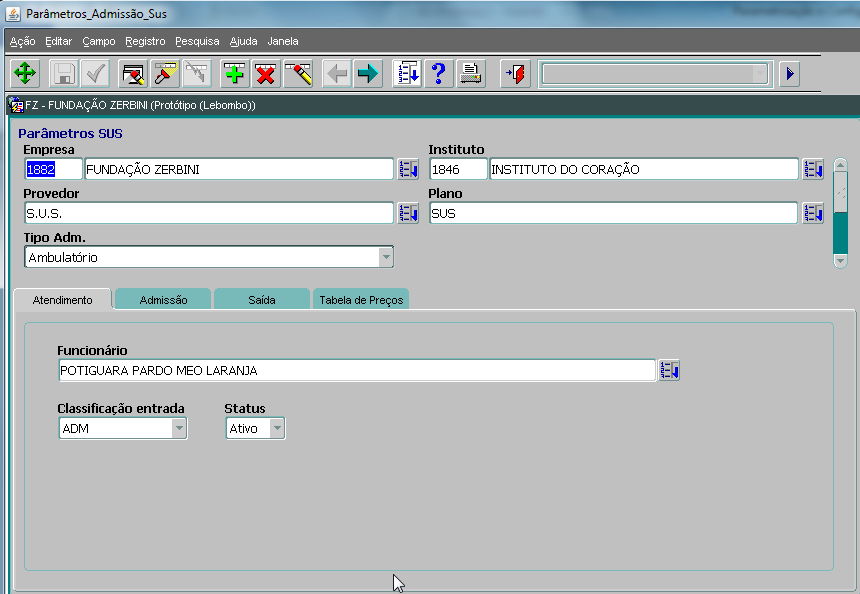 Parâmetros_Admissão_Sus
Ação Editar Campo Registro Pesquisa Ajuda Janela
FZ - FUNDAÇÃO ZERBINI (Protótipo (Lebombo))
Parâmetros SUS
Empresa Instituto
1882 FUNDAÇÃO ZERBINI 1846 INSTITUTO DO CORAÇÃO
Provedor Plano
S.U.S. SUS
Tipo Adm.
Ambulatório
Atendimento Admissão Saída Tabela de Preços
Funcionário
POTIGUARA PARDO MEO LARANJA
Classificação entrada Status
ADM Ativo